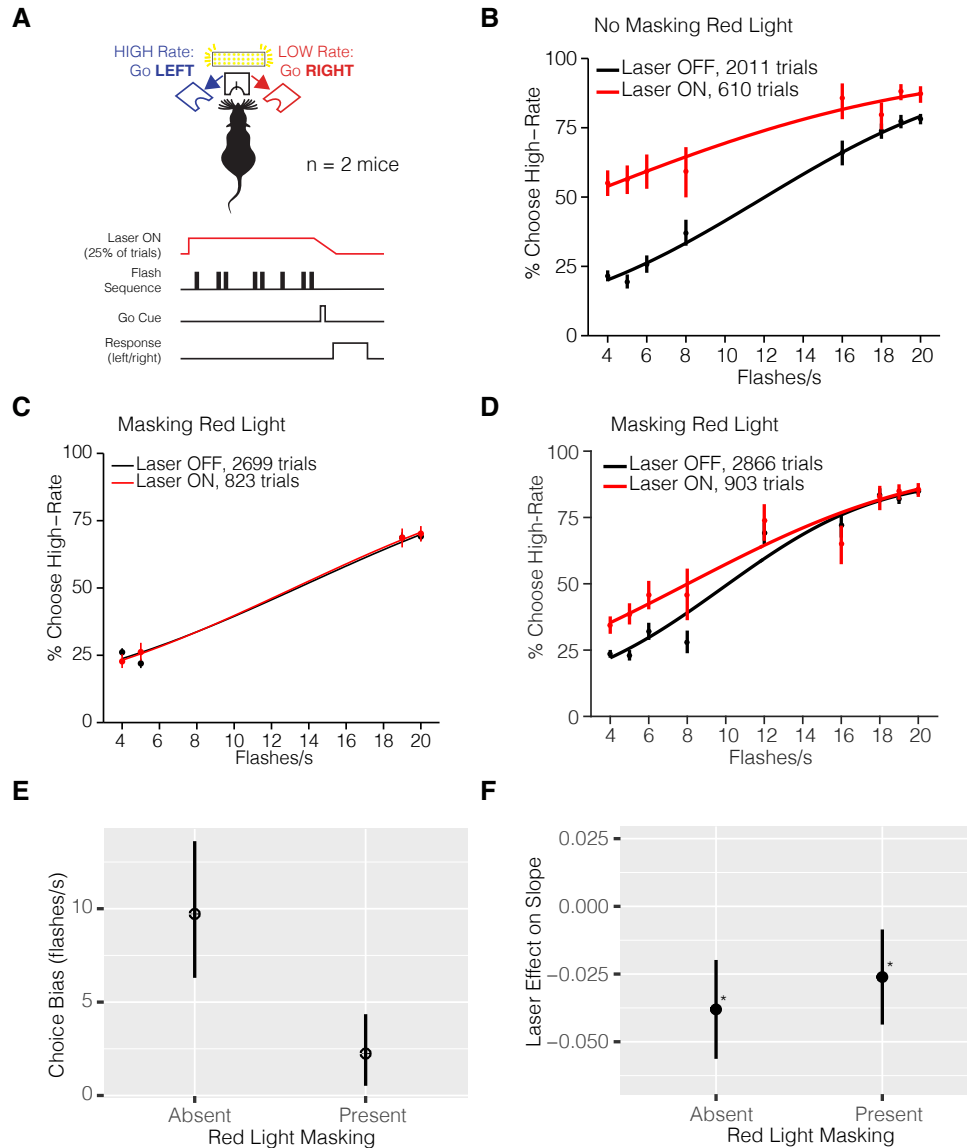 A
HIGH Rate:
Go LEFT
LOW Rate:
Go RIGHT
n = 2 mice
Laser ON
(25% of trials)
Flash
Sequence
Go Cue
Response
(left/right)
B
No Masking Red Light
Laser OFF, 2011 trials
Laser ON, 610 trials
% Choose High–Rate
100
75
50
25
0
4 6 8 10 12 14 16 18 20
Flashes/s
C
Masking Red Light
Laser OFF, 2699 trials
Laser ON, 823 trials
% Choose High–Rate
100
75
50
25
0
4 6 8 10 12 14 16 18 20
Flashes/s
D
Masking Red Light
Laser OFF, 2866 trials
Laser ON, 903 trials
% Choose High-Rate
100
75
50
25
0
4 6 8 10 12 14 16 18 20
Flashes/s
E
Choice Bias (flashes/s)
10
5
0
Absent Present
Red Light Masking
F
Laser Effect on Slope
0.025
0.000
−0.025
−0.050
*
*
Absent Present
Red Light Masking